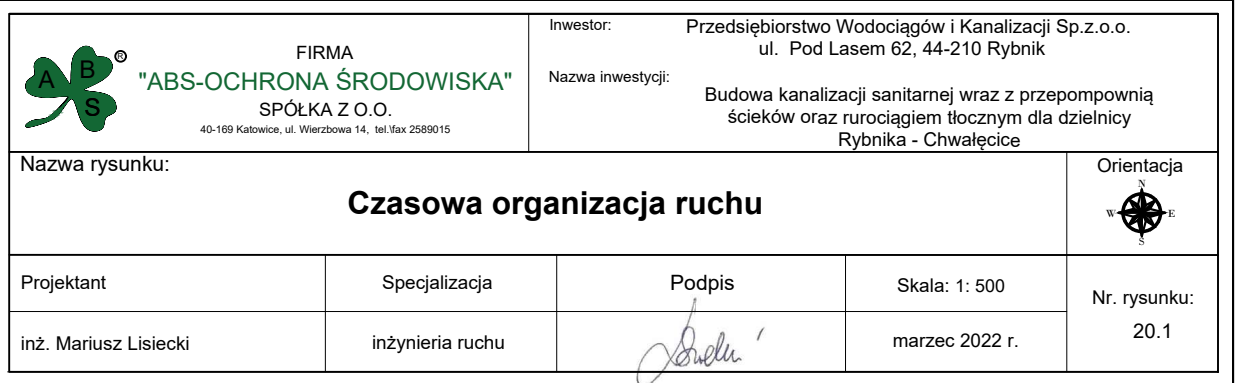 A B S ®
FIRMA
"ABS-OCHRONA ŚRODOWISKA"
SPÓŁKA Z O.O.
40-169 Katowice, ul. Wierzbowa 14, tel.\fax 2589015
Inwestor:
Przedsiębiorstwo Wodociągów i Kanalizacji Sp.z.o.o.
ul. Pod Lasem 62, 44-210 Rybnik
Nazwa inwestycji:
Budowa kanalizacji sanitarnej wraz z przepompownią
ścieków oraz rurociągiem tłocznym dla dzielnicy
Rybnika - Chwałęcice
Nazwa rysunku:
Czasowa organizacja ruchu
Orientacja
N
W E
S
Projektant
Specjalizacja
Podpis
Skala: 1: 500
Nr. rysunku:
inż. Mariusz Lisiecki
inżynieria ruchu
marzec 2022 r.
20.1